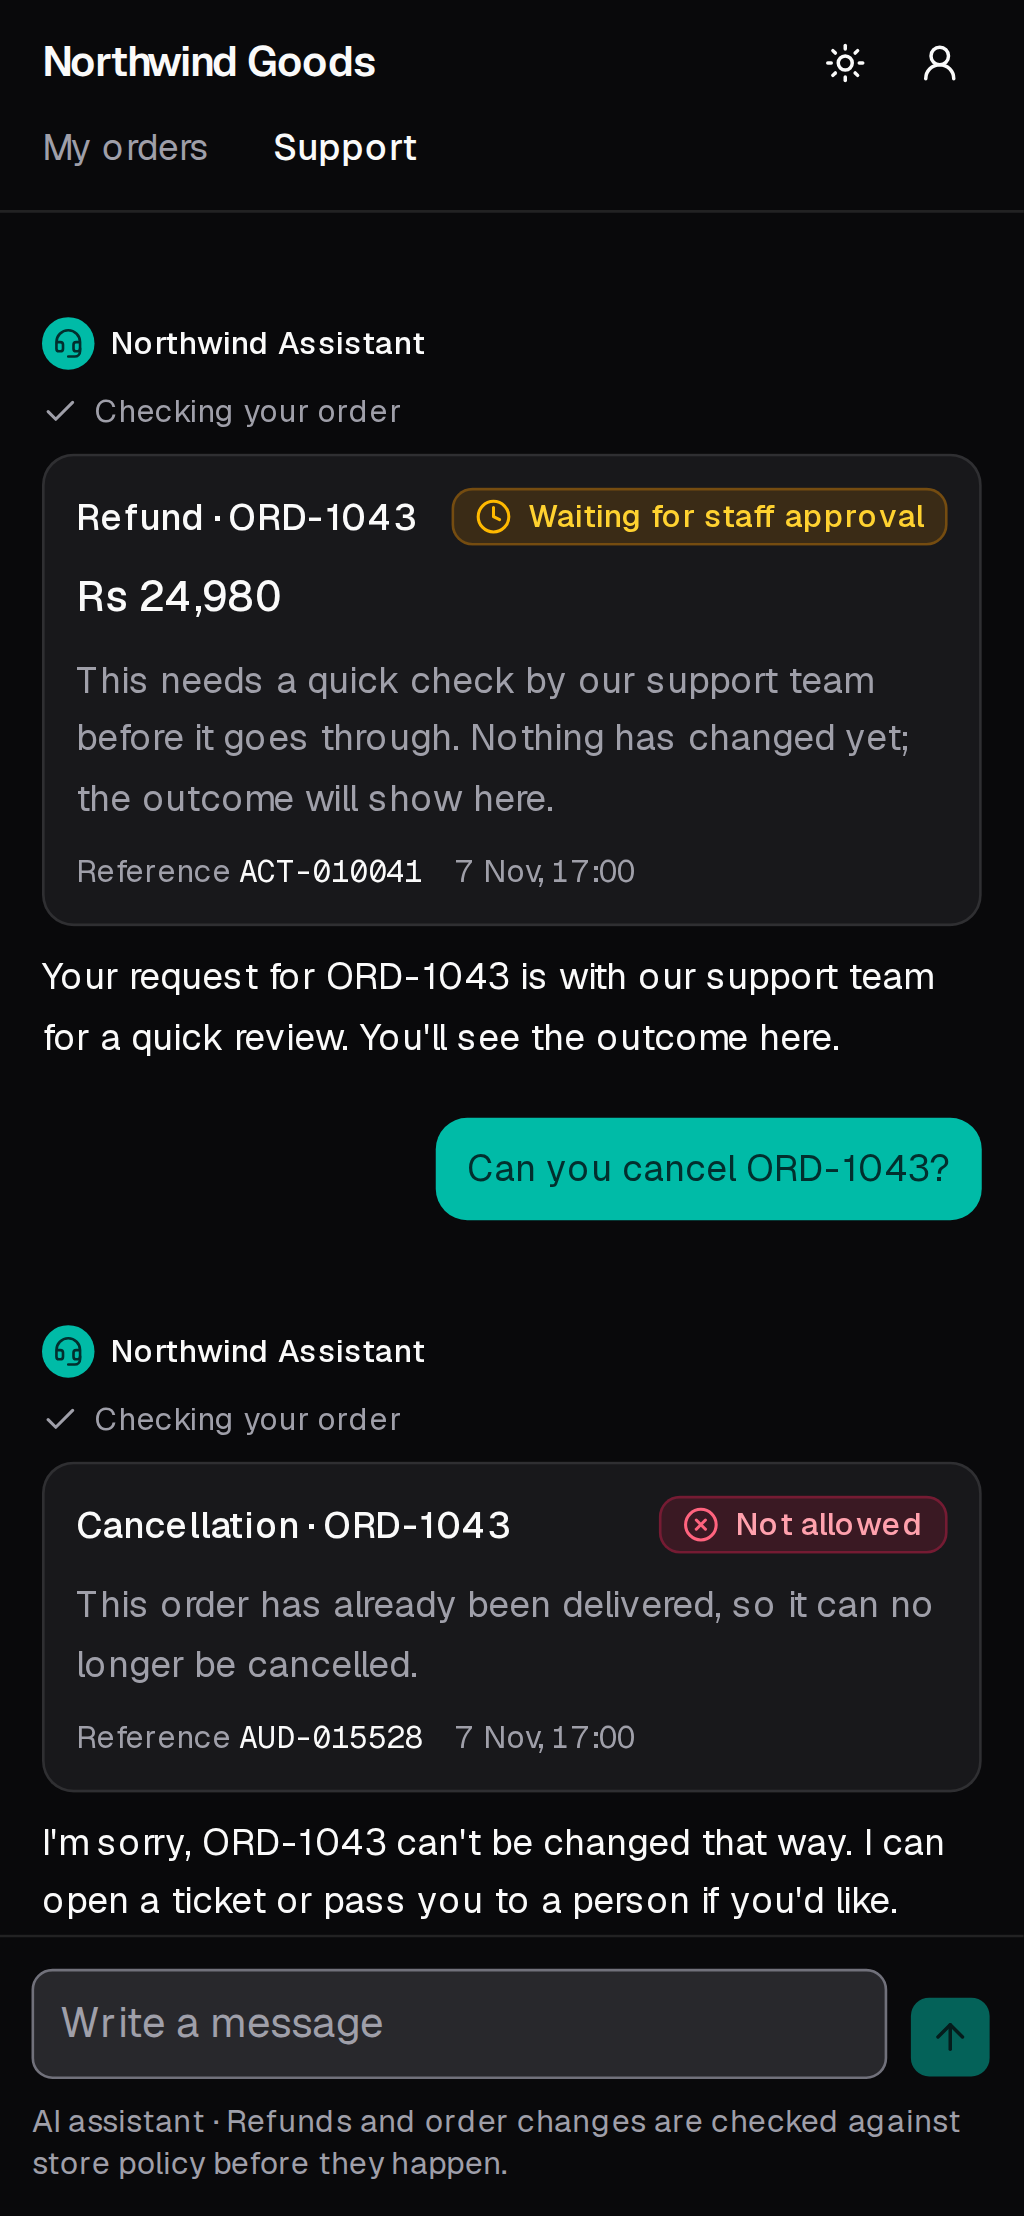 Northwind Goods
My orders Support
Northwind Assistant
Checking your order
Refund · ORD-1043 Waiting for staff approval
Rs 24,980
This needs a quick check by our support team
before it goes through. Nothing has changed yet;
the outcome will show here.
Reference ACT-010041 7 Nov, 17:00
Your request for ORD-1043 is with our support team
for a quick review. You'll see the outcome here.
Can you cancel ORD-1043?
Northwind Assistant
Checking your order
Cancellation · ORD-1043 Not allowed
This order has already been delivered, so it can no
longer be cancelled.
Reference AUD-015528 7 Nov, 17:00
I'm sorry, ORD-1043 can't be changed that way. I can
open a ticket or pass you to a person if you'd like.
Write a message
AI assistant · Refunds and order changes are checked against
store policy before they happen.